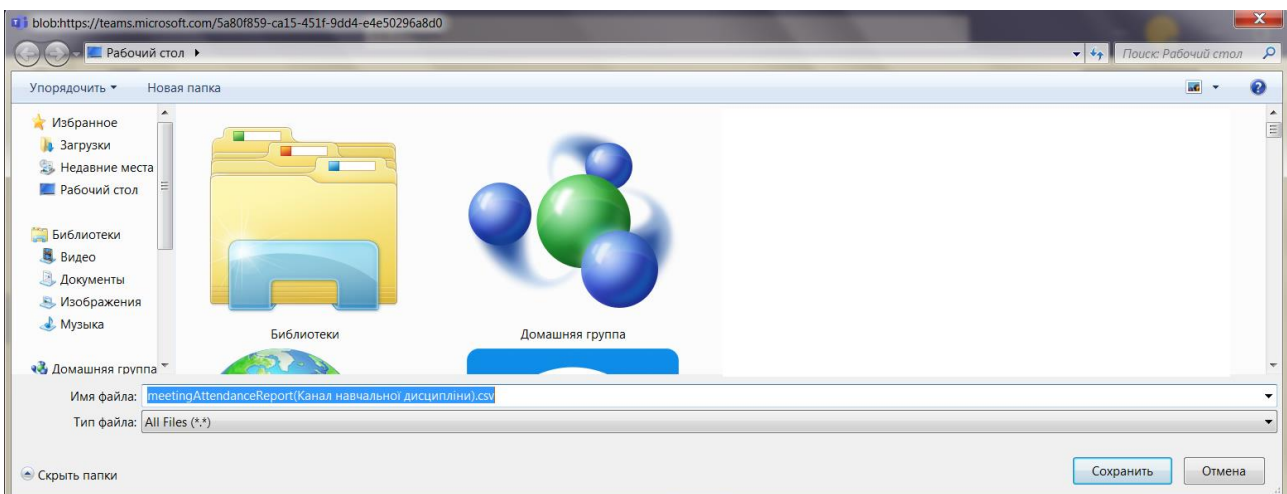 blob:https://teams.microsoft.com/5a80f859-ca15-451f-9dd4-e4e50296a8d0
Рабочий стол
Поиск: Рабочий стол
Упорядочить
Новая папка
Избранное
Загрузки
Недавние места
Рабочий стол
Библиотеки
Видео
Документы
Изображения
Музыка
Домашняя группа
Библиотеки
Домашняя группа
Имя файла: meetingAttendanceReport(Канал навчальної дисципліни).csv
Тип файла: All Files (*.*)
Скрыть папки
Сохранить
Отмена